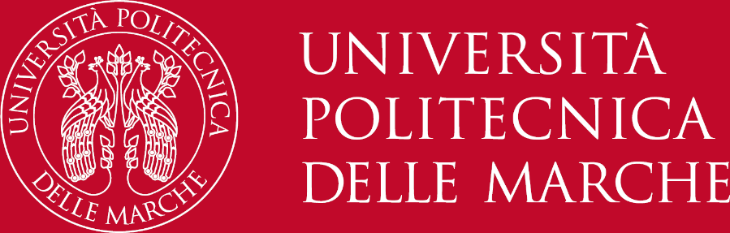 UNIVERSITÀ POLITECNICA
DELLE MARCHE
UNIVERSITÀ
POLITECNICA
DELLE MARCHE